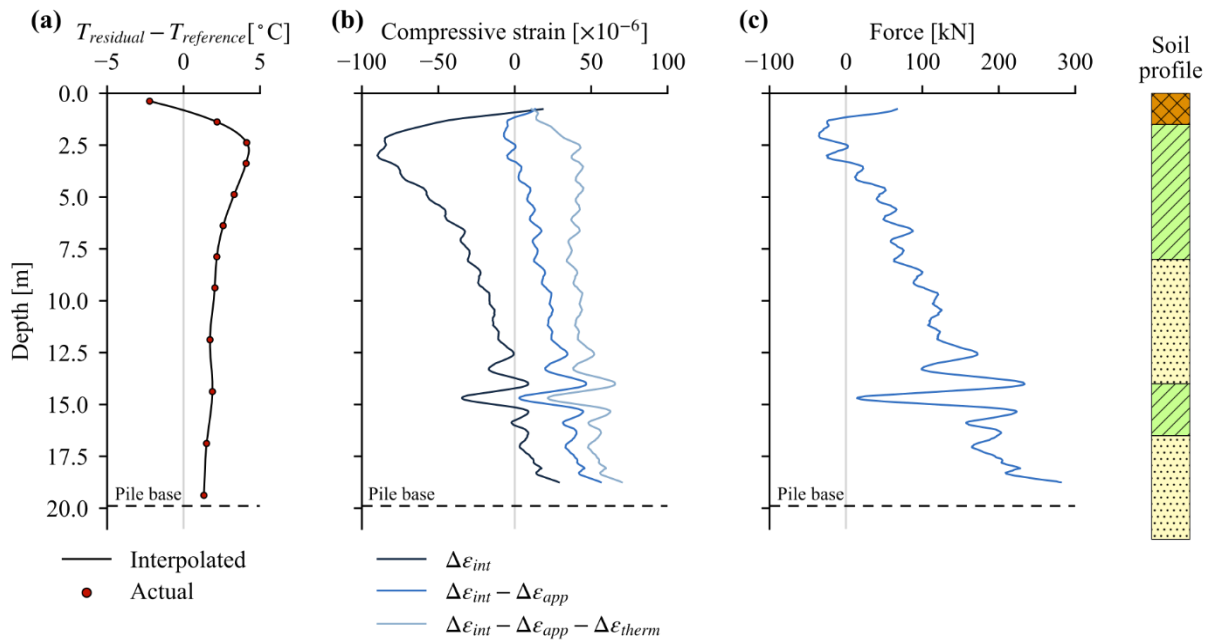 (a)
T_residual − T_reference[°C]
−5 0 5
0.0
2.5
5.0
7.5
10.0
12.5
15.0
17.5
20.0
Depth [m]
Pile base
Interpolated
Actual
(b)
Compressive strain [×10⁻⁶]
−100 −50 0 50 100
Pile base
Δε_int
Δε_int − Δε_app
Δε_int − Δε_app − Δε_therm
(c)
Force [kN]
−100 0 100 200 300
Pile base
Soil
profile